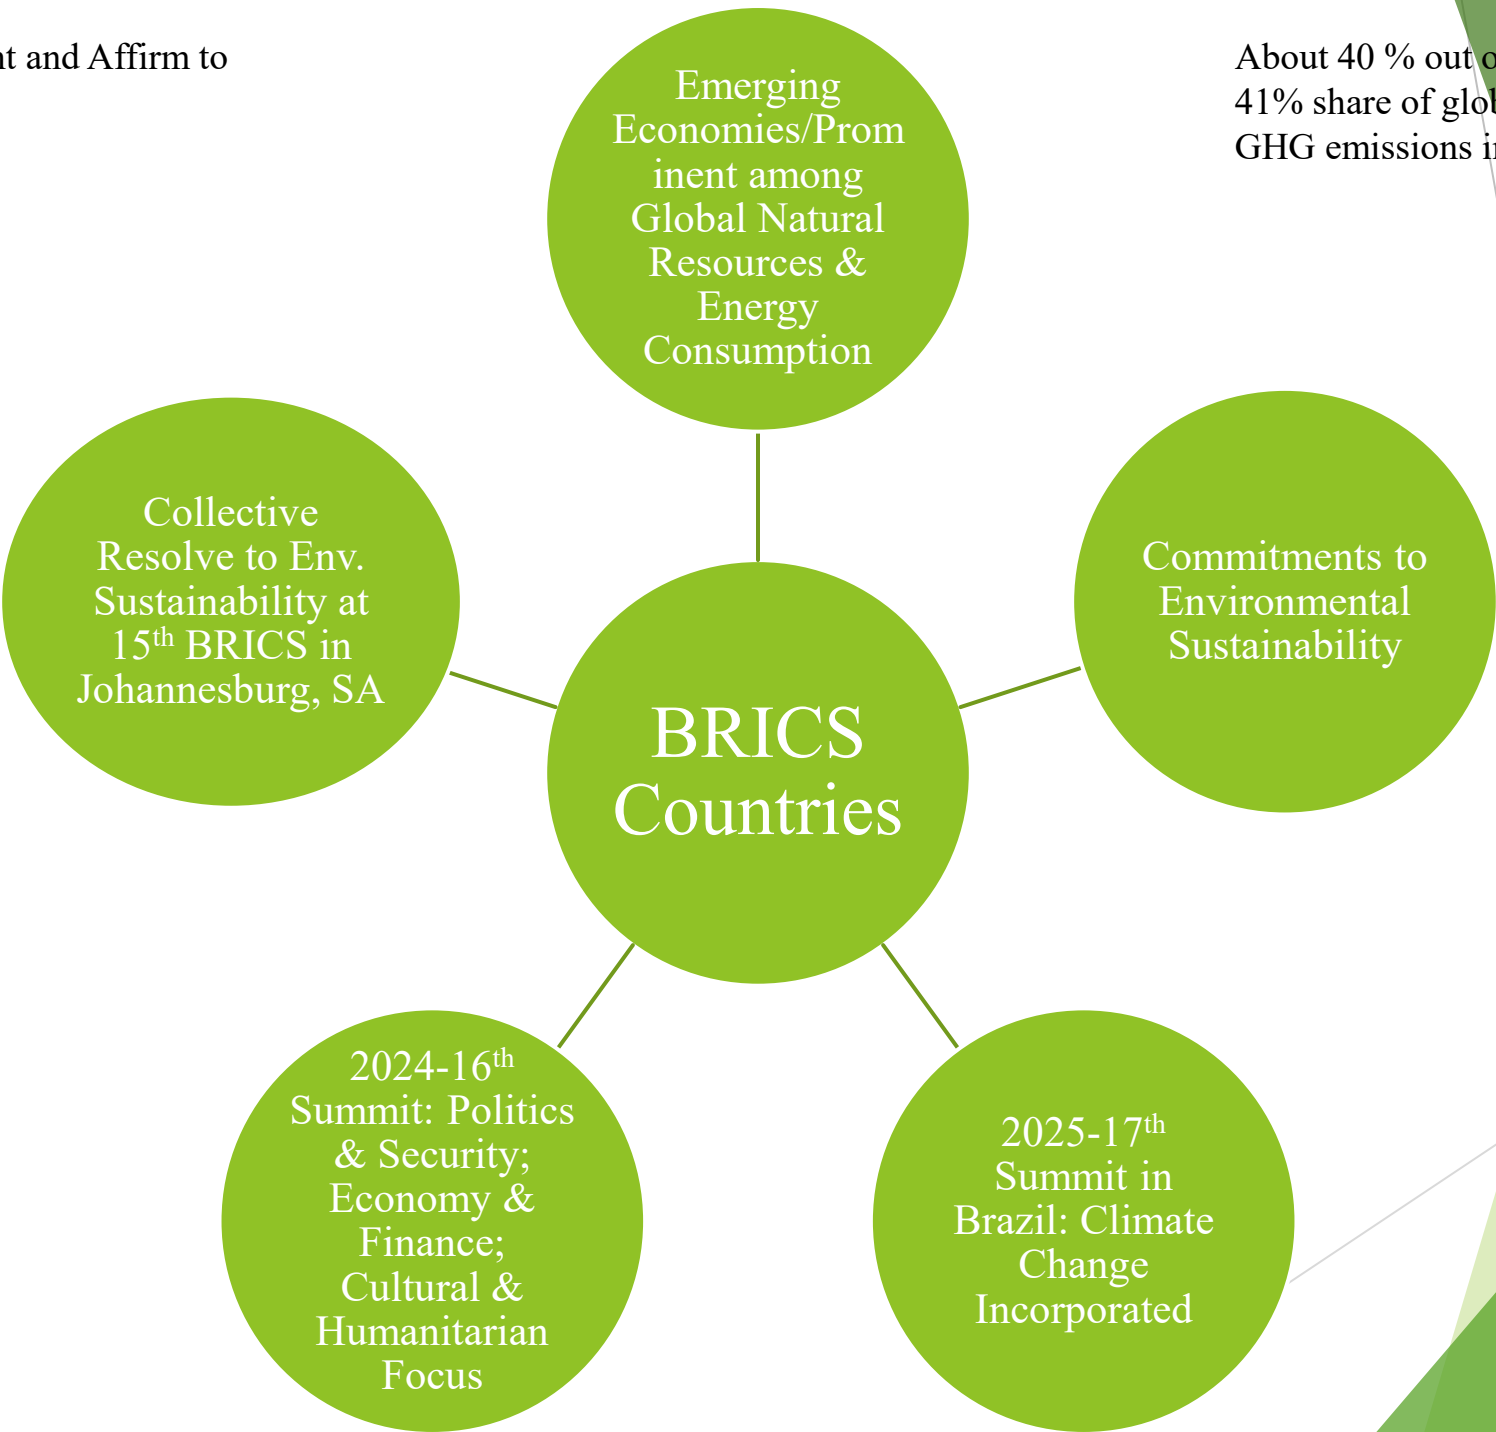 and Affirm to
About 40 % out
41% share of
GHG emissions
Emerging
Economies/Prom
inent among
Global Natural
Resources &
Energy
Consumption
Collective
Resolve to Env.
Sustainability at
15th BRICS in
Johannesburg, SA
Commitments to
Environmental
Sustainability
BRICS
Countries
2024-16th
Summit: Politics
& Security;
Economy &
Finance;
Cultural &
Humanitarian
Focus
2025-17th
Summit in
Brazil: Climate
Change
Incorporated